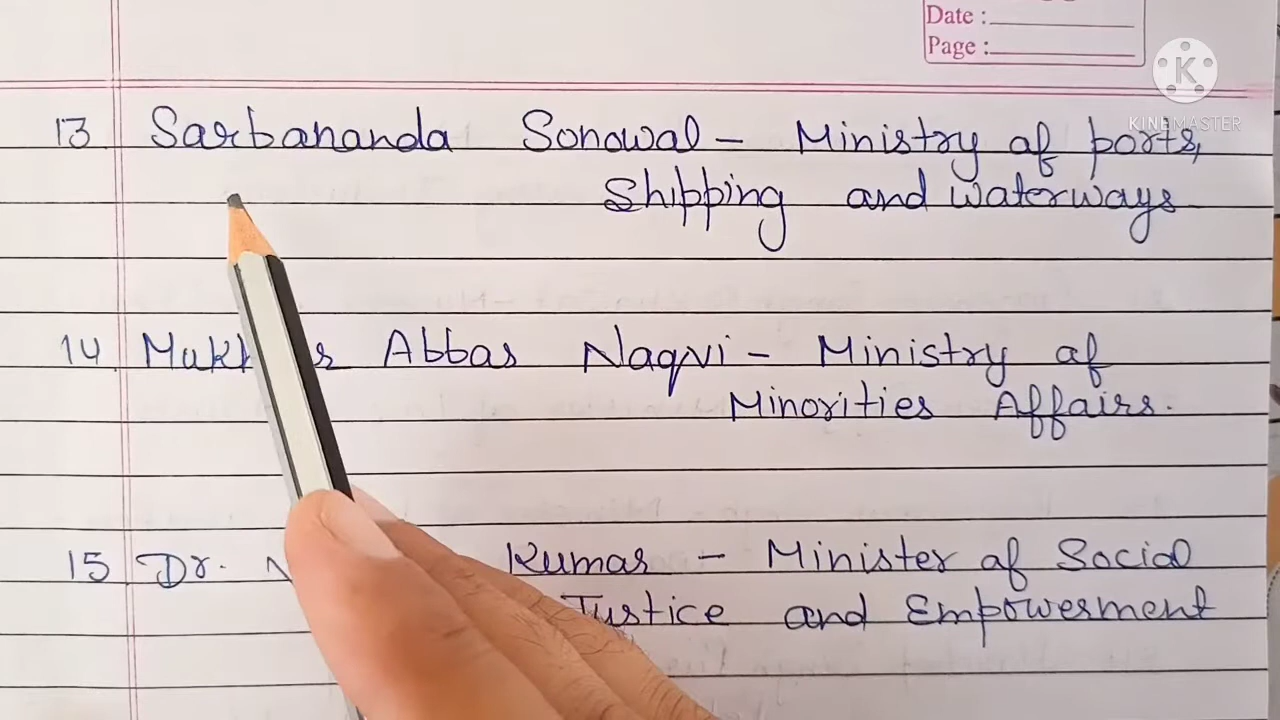 Date :
Page :
K
KINEMASTER
13 Sarbananda Sonowal - Ministry of ports,
Shipping and waterways
14 Abbas Naqvi - Ministry of
Minorities Affairs.
15 Dr. Kumar - Minister of Social
Justice and Empowerment